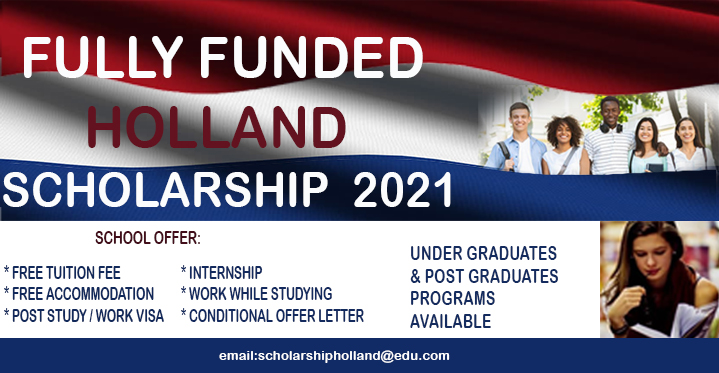 FULLY FUNDED
HOLLAND
SCHOLARSHIP 2021
SCHOOL OFFER:
* FREE TUITION FEE
* FREE ACCOMMODATION
* POST STUDY / WORK VISA
* INTERNSHIP
* WORK WHILE STUDYING
* CONDITIONAL OFFER LETTER
UNDER GRADUATES
& POST GRADUATES
PROGRAMS
AVAILABLE
email:scholarshipholland@edu.com